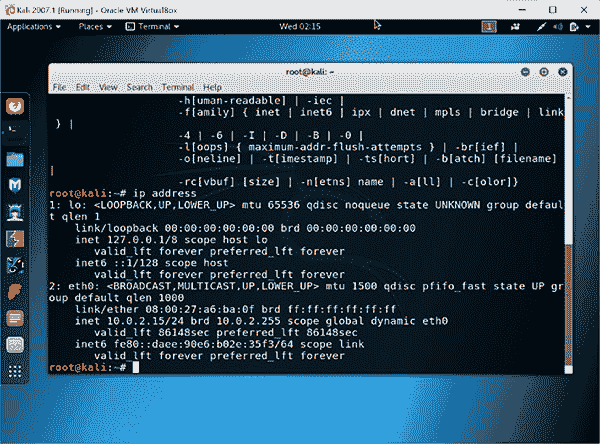 Kali 2007.1 [Running] - Oracle VM VirtualBox
Applications Places Terminal Wed 02:15 1
root@kali: ~
File Edit View Search Terminal Help
-h[uman-readable] | -iec |
-f[amily] { inet | inet6 | ipx | dnet | mpls | bridge | link
} |
-4 | -6 | -I | -D | -B | -0 |
-l[oops] { maximum-addr-flush-attempts } | -br[ief] |
-o[neline] | -t[imestamp] | -ts[hort] | -b[atch] [filename]
|
-rc[vbuf] [size] | -n[etns] name | -a[ll] | -c[olor]}
root@kali:~# ip address
1: lo: <LOOPBACK,UP,LOWER_UP> mtu 65536 qdisc noqueue state UNKNOWN group defaul
t qlen 1
link/loopback 00:00:00:00:00:00 brd 00:00:00:00:00:00
inet 127.0.0.1/8 scope host lo
valid_lft forever preferred_lft forever
inet6 ::1/128 scope host
valid_lft forever preferred_lft forever
2: eth0: <BROADCAST,MULTICAST,UP,LOWER_UP> mtu 1500 qdisc pfifo_fast state UP gr
oup default qlen 1000
link/ether 08:00:27:a6:ba:0f brd ff:ff:ff:ff:ff:ff
inet 10.0.2.15/24 brd 10.0.2.255 scope global dynamic eth0
valid_lft 86148sec preferred_lft 86148sec
inet6 fe80::daee:90e6:b02e:35f3/64 scope link
valid_lft forever preferred_lft forever
root@kali:~#